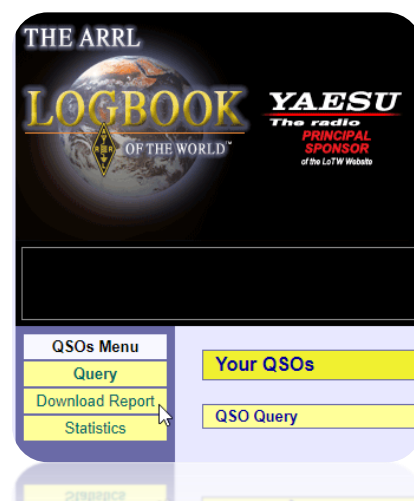 THE ARRL
LOGBOOK
OF THE WORLD™
YAESU
The radio
PRINCIPAL
SPONSOR
of the LoTW Website
QSOs Menu
Query
Download Report
Statistics
Your QSOs
QSO Query